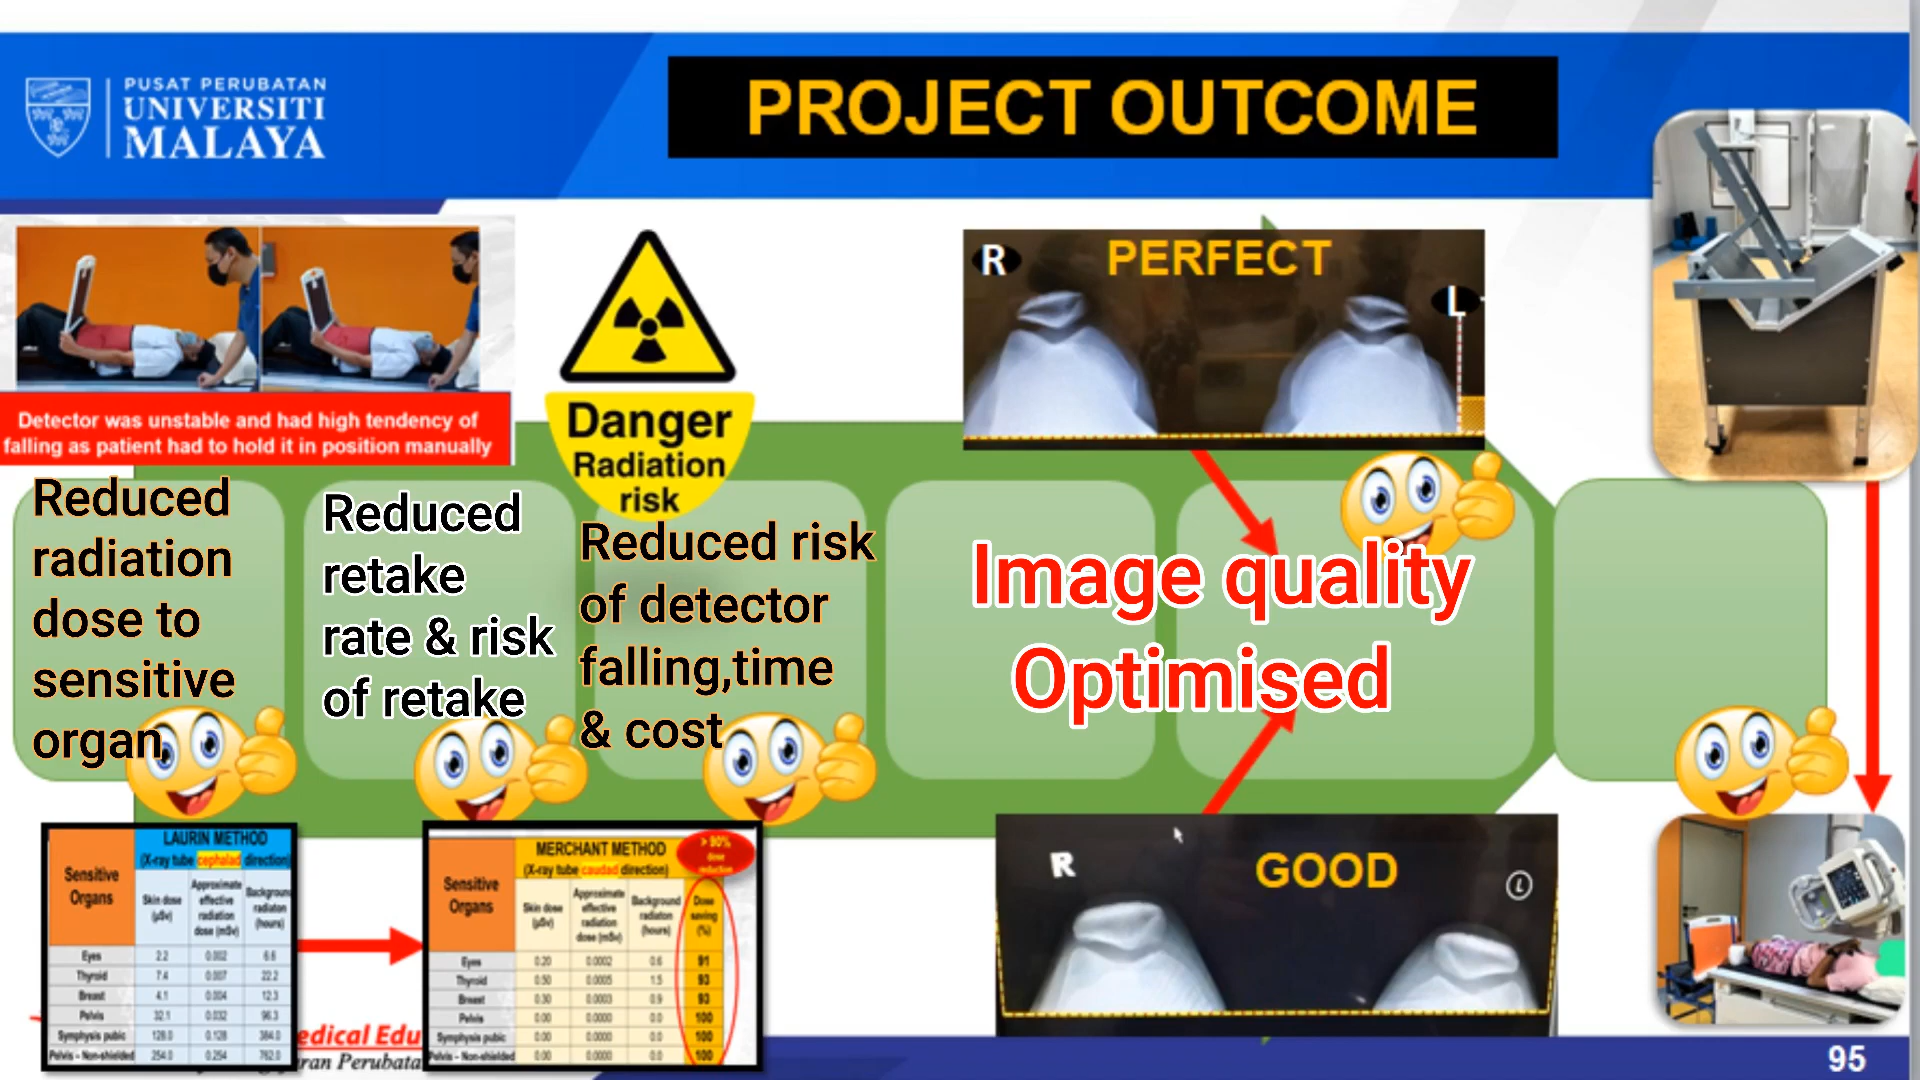 PUSAT PERUBATAN
UNIVERSITI
MALAYA
PROJECT OUTCOME
Detector was unstable and had high tendency of
falling as patient had to hold it in position manually
Danger
Radiation
risk
R
PERFECT
L
Reduced
radiation
dose to
sensitive
organ
Reduced
retake
rate & risk
of retake
Reduced risk
of detector
falling,time
& cost
Image quality
Optimised
R
GOOD
L
LAURIN METHOD
(X-ray tube cephalad direction)
Sensitive
Organs
Skin dose
(µSv)
Approximate
effective
radiation
dose (mSv)
Background
radiation
(hours)
Eyes 2.2 0.002 6.6
Thyroid 7.4 0.007 22.2
Breast 4.1 0.004 12.3
Pelvis 32.1 0.032 96.3
Symphysis pubic 128.0 0.128 384.0
Pelvis - Non-shielded 254.0 0.254 762.0
MERCHANT METHOD
(X-ray tube caudad direction)
> 90%
dose
reduction
Sensitive
Organs
Skin dose
(µSv)
Approximate
effective
radiation
dose (mSv)
Background
radiation
(hours)
Dose
saving
(%)
Eyes 0.20 0.0002 0.6 91
Thyroid 0.50 0.0005 1.5 93
Breast 0.30 0.0003 0.9 93
Pelvis 0.00 0.0000 0.0 100
Symphysis pubic 0.00 0.0000 0.0 100
Pelvis - Non-shielded 0.00 0.0000 0.0 100
edical Edu
ran Perubata
95